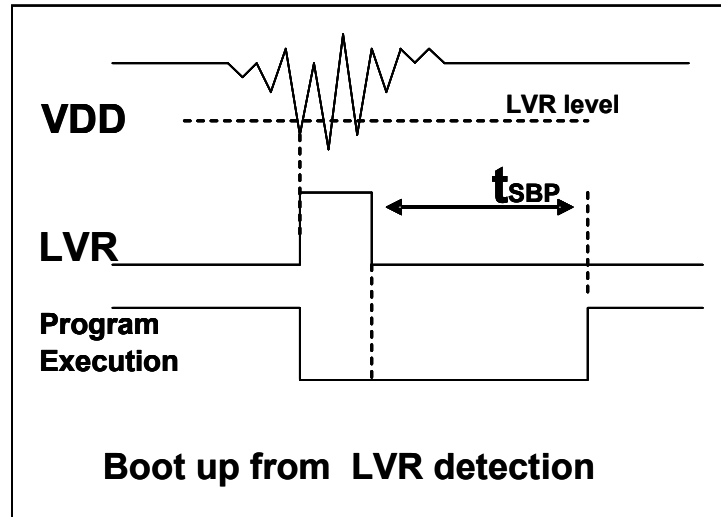 LVR level
VDD
tSBP
LVR
Program
Execution
Boot up from LVR detection